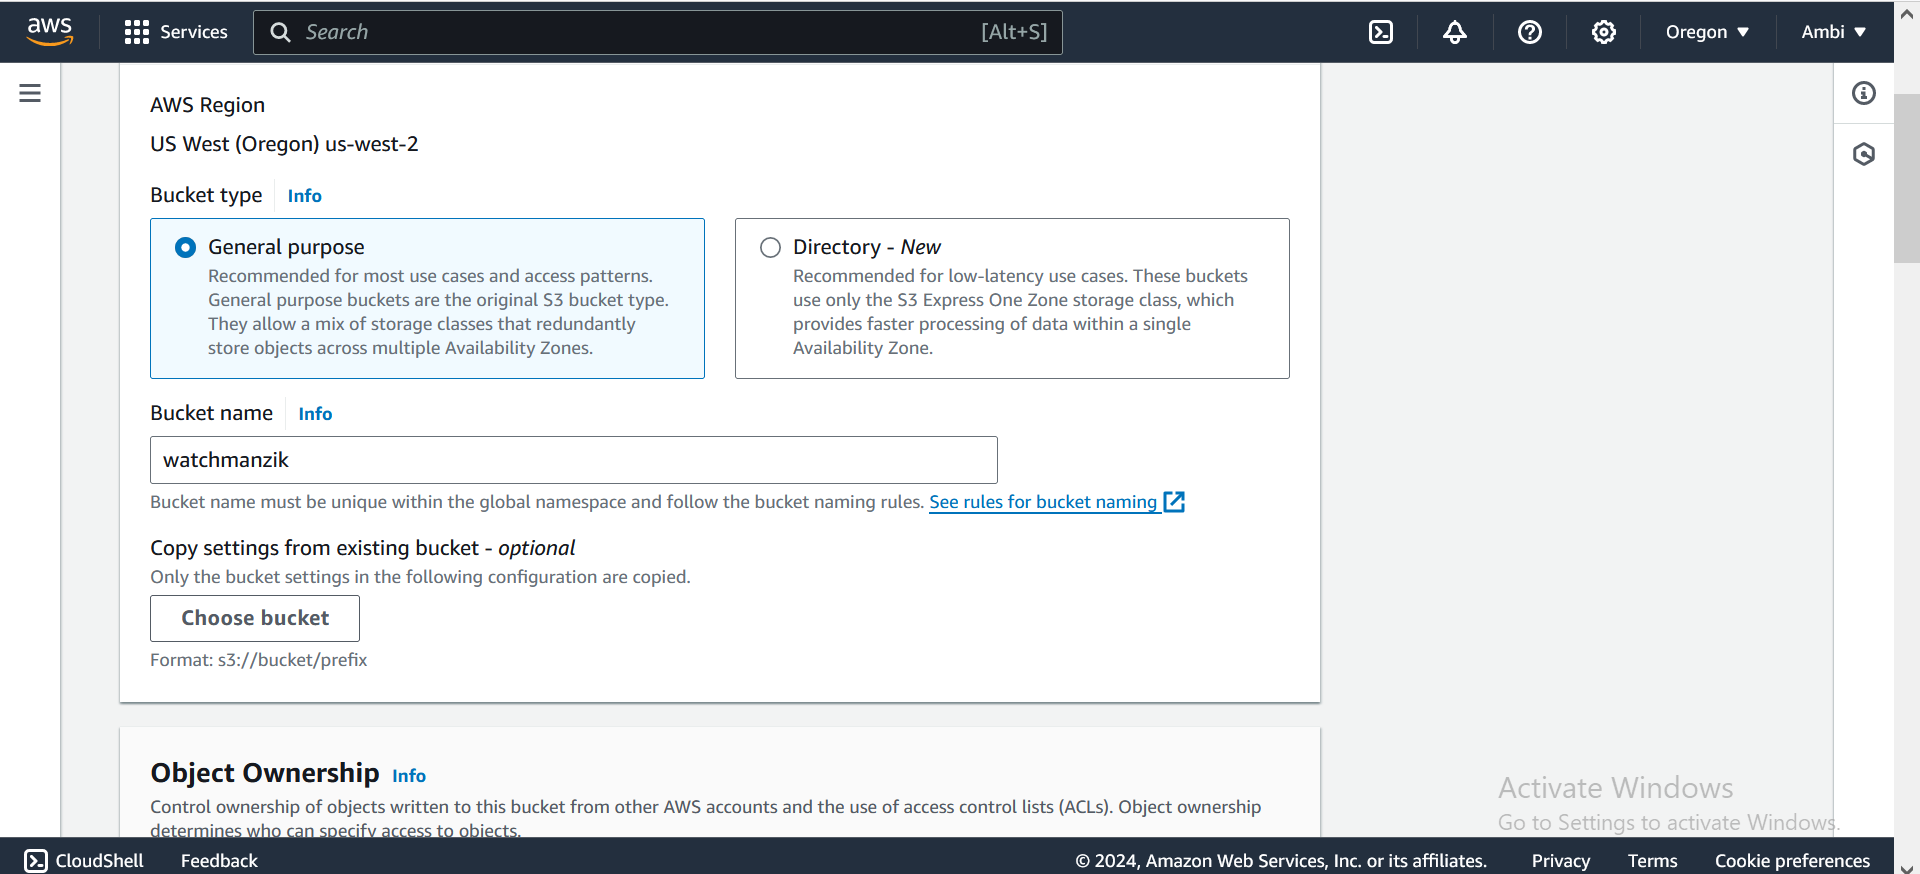 aws
Services
Search
[Alt+S]
Oregon
Ambi
AWS Region
US West (Oregon) us-west-2
Bucket type
Info
General purpose
Recommended for most use cases and access patterns.
General purpose buckets are the original S3 bucket type.
They allow a mix of storage classes that redundantly
store objects across multiple Availability Zones.
Directory - New
Recommended for low-latency use cases. These buckets
use only the S3 Express One Zone storage class, which
provides faster processing of data within a single
Availability Zone.
Bucket name
Info
watchmanzik
Bucket name must be unique within the global namespace and follow the bucket naming rules. See rules for bucket naming
Copy settings from existing bucket - optional
Only the bucket settings in the following configuration are copied.
Choose bucket
Format: s3://bucket/prefix
Object Ownership Info
Control ownership of objects written to this bucket from other AWS accounts and the use of access control lists (ACLs). Object ownership
determines who can specify access to objects.
Activate Windows
Go to Settings to activate Windows.
CloudShell
Feedback
© 2024, Amazon Web Services, Inc. or its affiliates.
Privacy
Terms
Cookie preferences